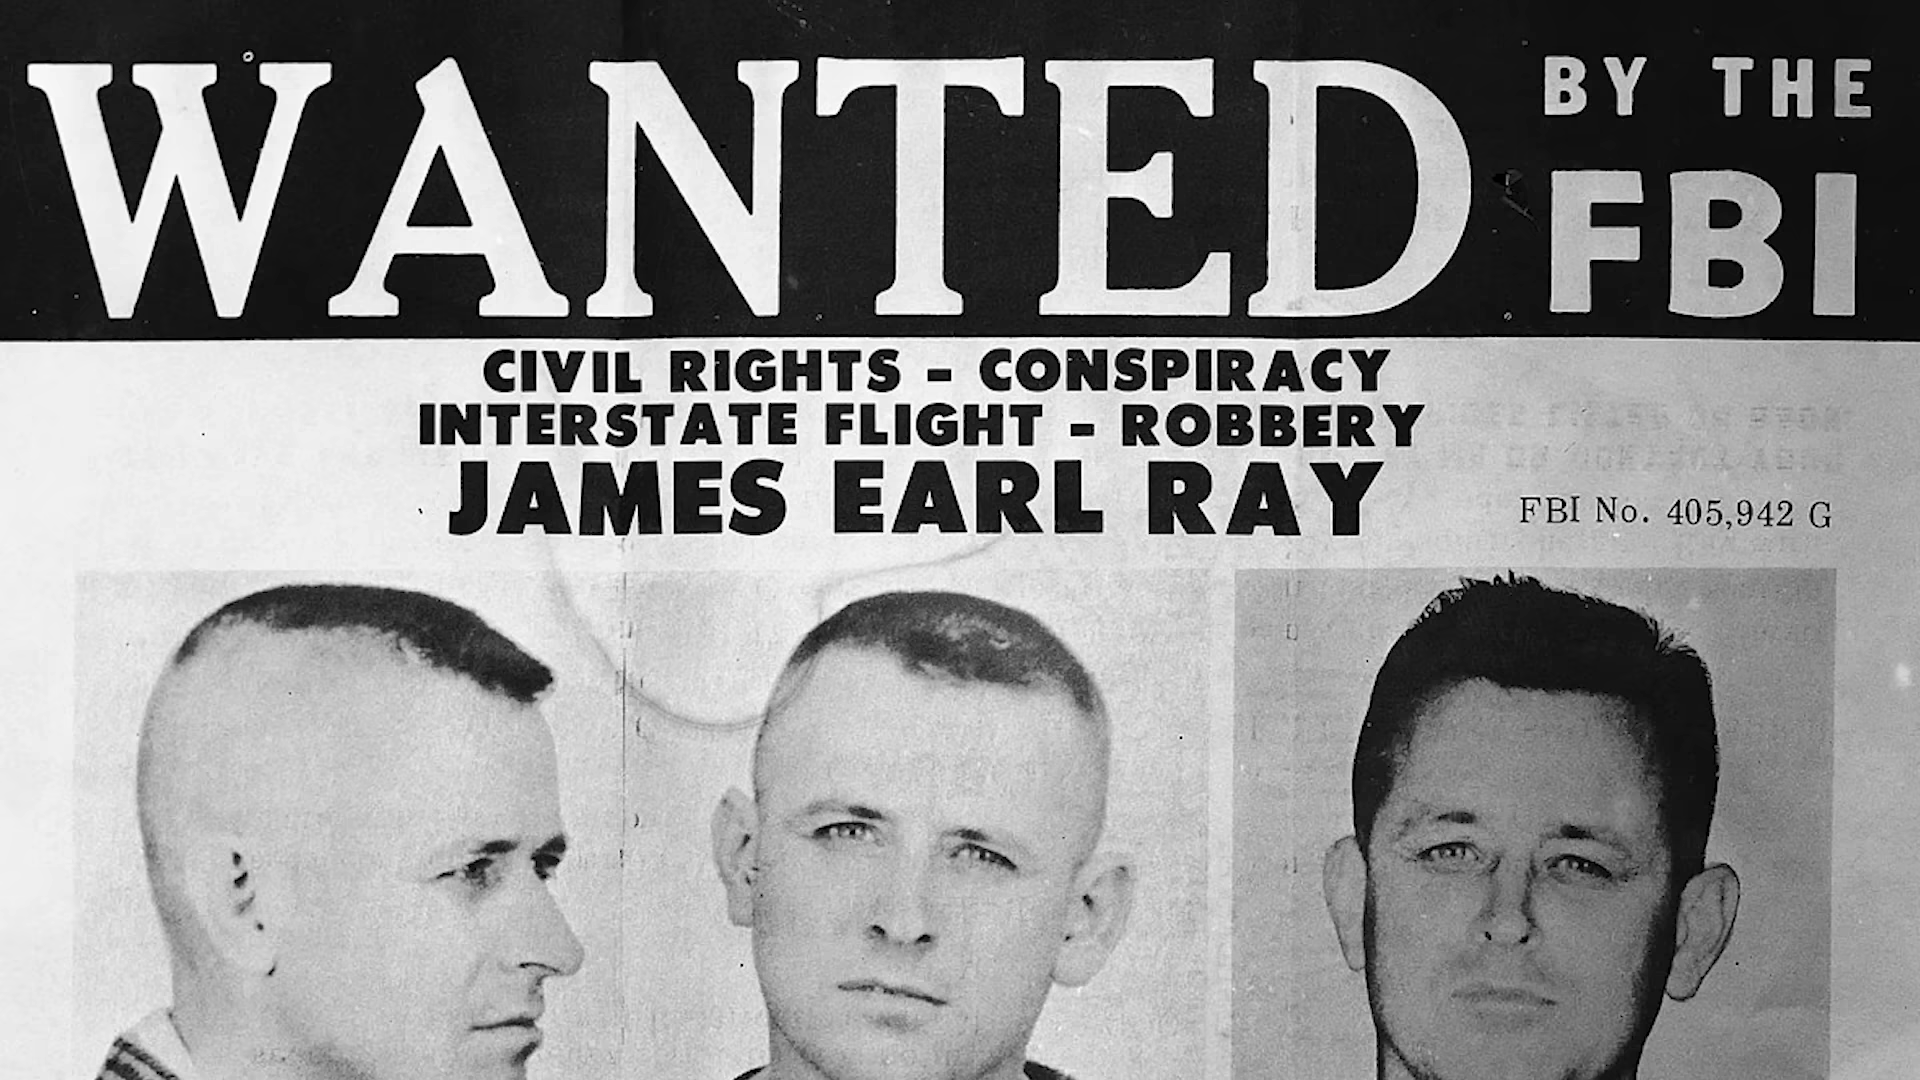 WANTED BY THE
FBI
CIVIL RIGHTS - CONSPIRACY
INTERSTATE FLIGHT - ROBBERY
JAMES EARL RAY
FBI No. 405,942 G